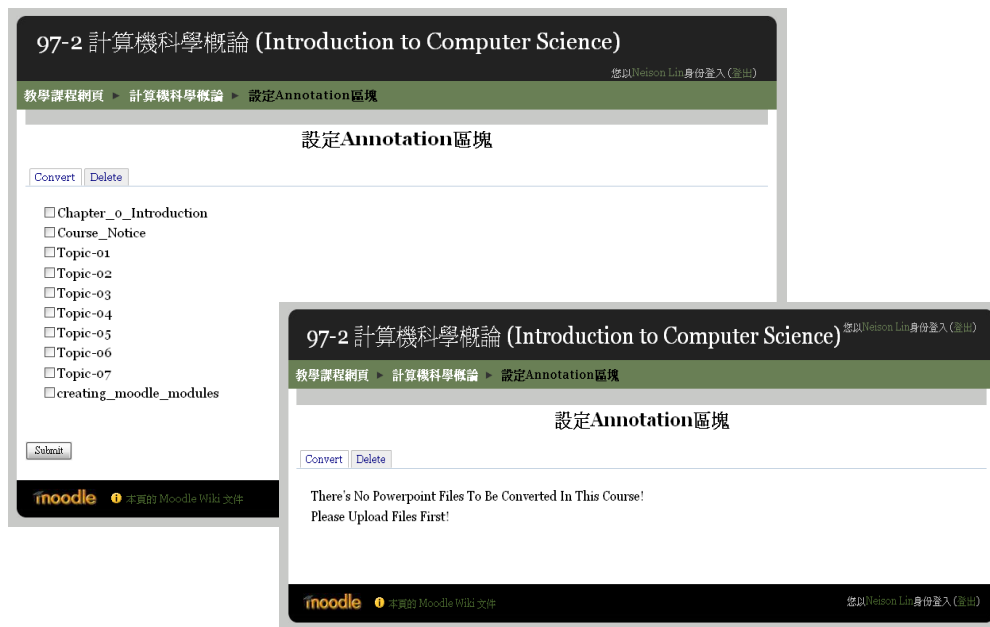 97-2 計算機科學概論 (Introduction to Computer Science)
您以Neison Lin身份登入 (登出)
教學課程網頁 ► 計算機科學概論 ► 設定Annotation區塊
設定Annotation區塊
Convert Delete
Chapter_0_Introduction
Course_Notice
Topic-01
Topic-02
Topic-03
Topic-04
Topic-05
Topic-06
Topic-07
creating_moodle_modules
Submit
moodle 本頁的 Moodle Wiki 文件
97-2 計算機科學概論 (Introduction to Computer Science) 您以Neison Lin身份登入 (登出)
教學課程網頁 ► 計算機科學概論 ► 設定Annotation區塊
設定Annotation區塊
Convert Delete
There's No Powerpoint Files To Be Converted In This Course!
Please Upload Files First!
moodle 本頁的 Moodle Wiki 文件 您以Neison Lin身份登入 (登出)